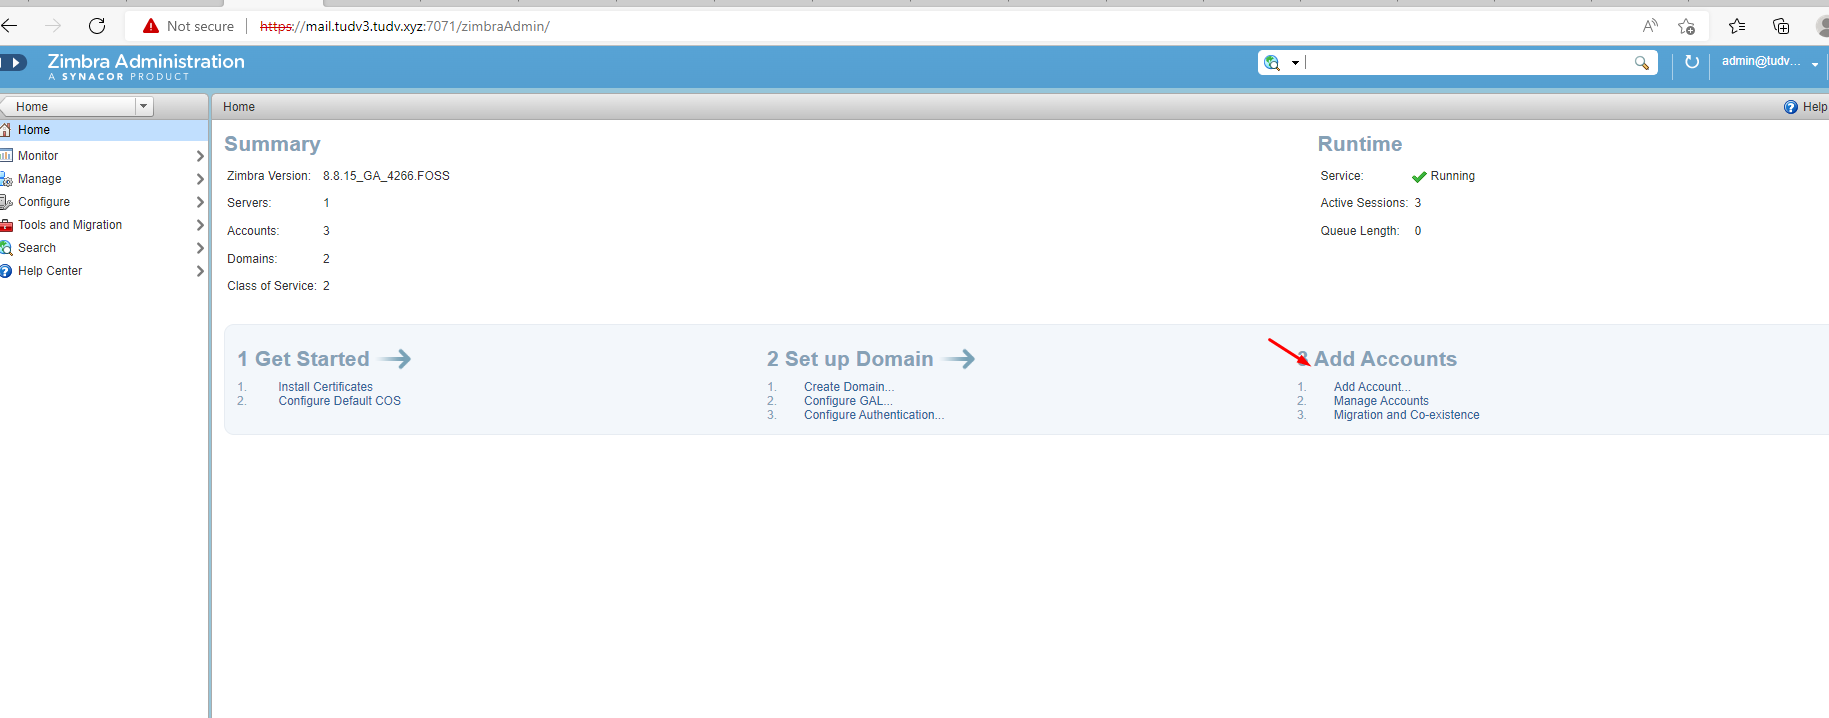 Not secure https://mail.tudv3.tudv.xyz:7071/zimbraAdmin/
Zimbra Administration
A SYNACOR PRODUCT
admin@tudv...
Home
Home
Help
Home
Monitor
Manage
Configure
Tools and Migration
Search
Help Center
Summary
Zimbra Version: 8.8.15_GA_4266.FOSS
Servers: 1
Accounts: 3
Domains: 2
Class of Service: 2
Runtime
Service: Running
Active Sessions: 3
Queue Length: 0
1 Get Started
1. Install Certificates
2. Configure Default COS
2 Set up Domain
1. Create Domain...
2. Configure GAL...
3. Configure Authentication...
3 Add Accounts
1. Add Account...
2. Manage Accounts
3. Migration and Co-existence